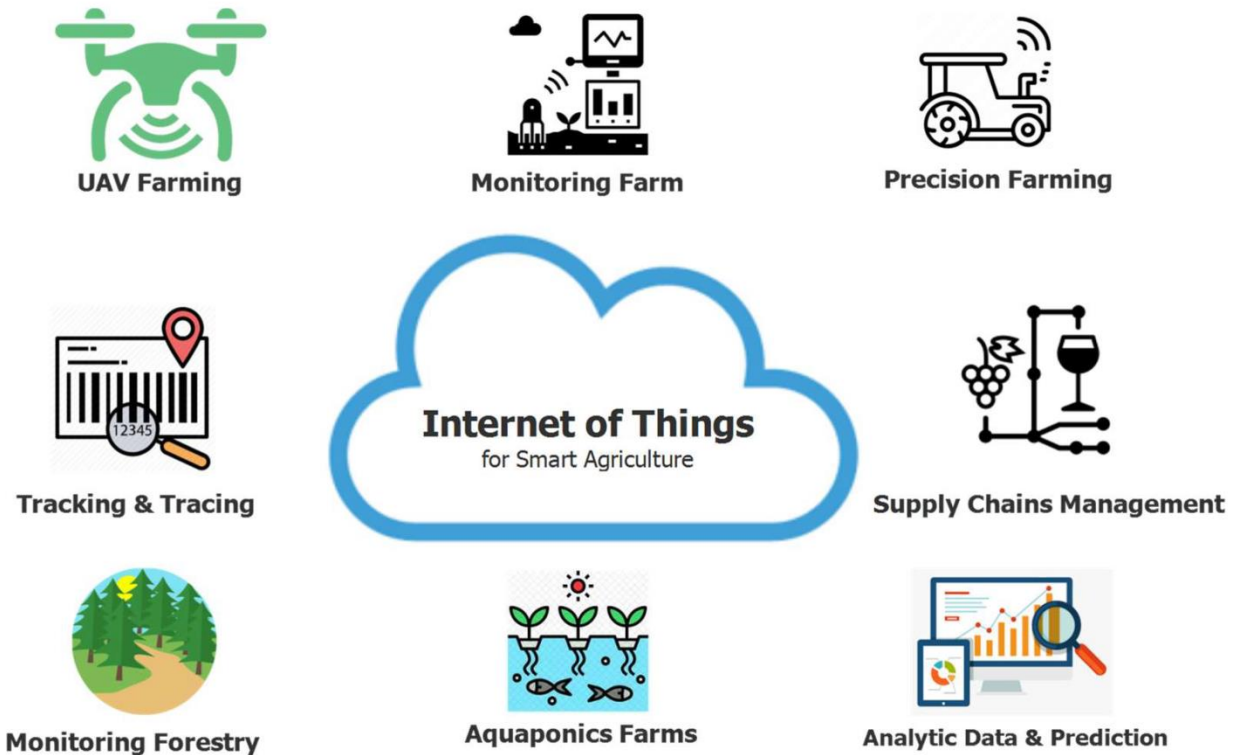 UAV Farming
Monitoring Farm
Precision Farming
Internet of Things
for Smart Agriculture
12345
Tracking & Tracing
Supply Chains Management
Monitoring Forestry
Aquaponics Farms
Analytic Data & Prediction